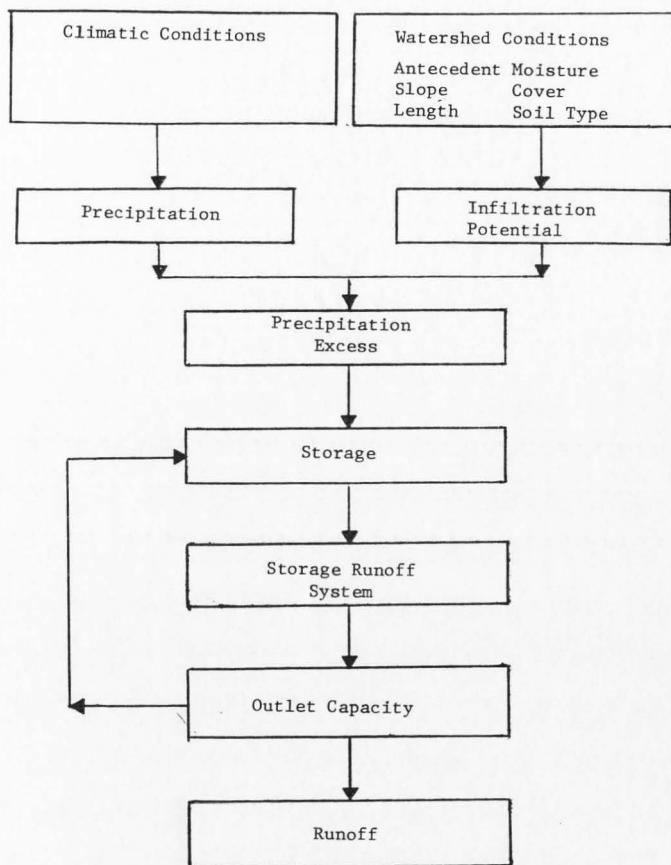 Climatic Conditions
Watershed Conditions
Antecedent Moisture
Slope Cover
Length Soil Type
Precipitation
Infiltration
Potential
Precipitation
Excess
Storage
Storage Runoff
System
Outlet Capacity
Runoff